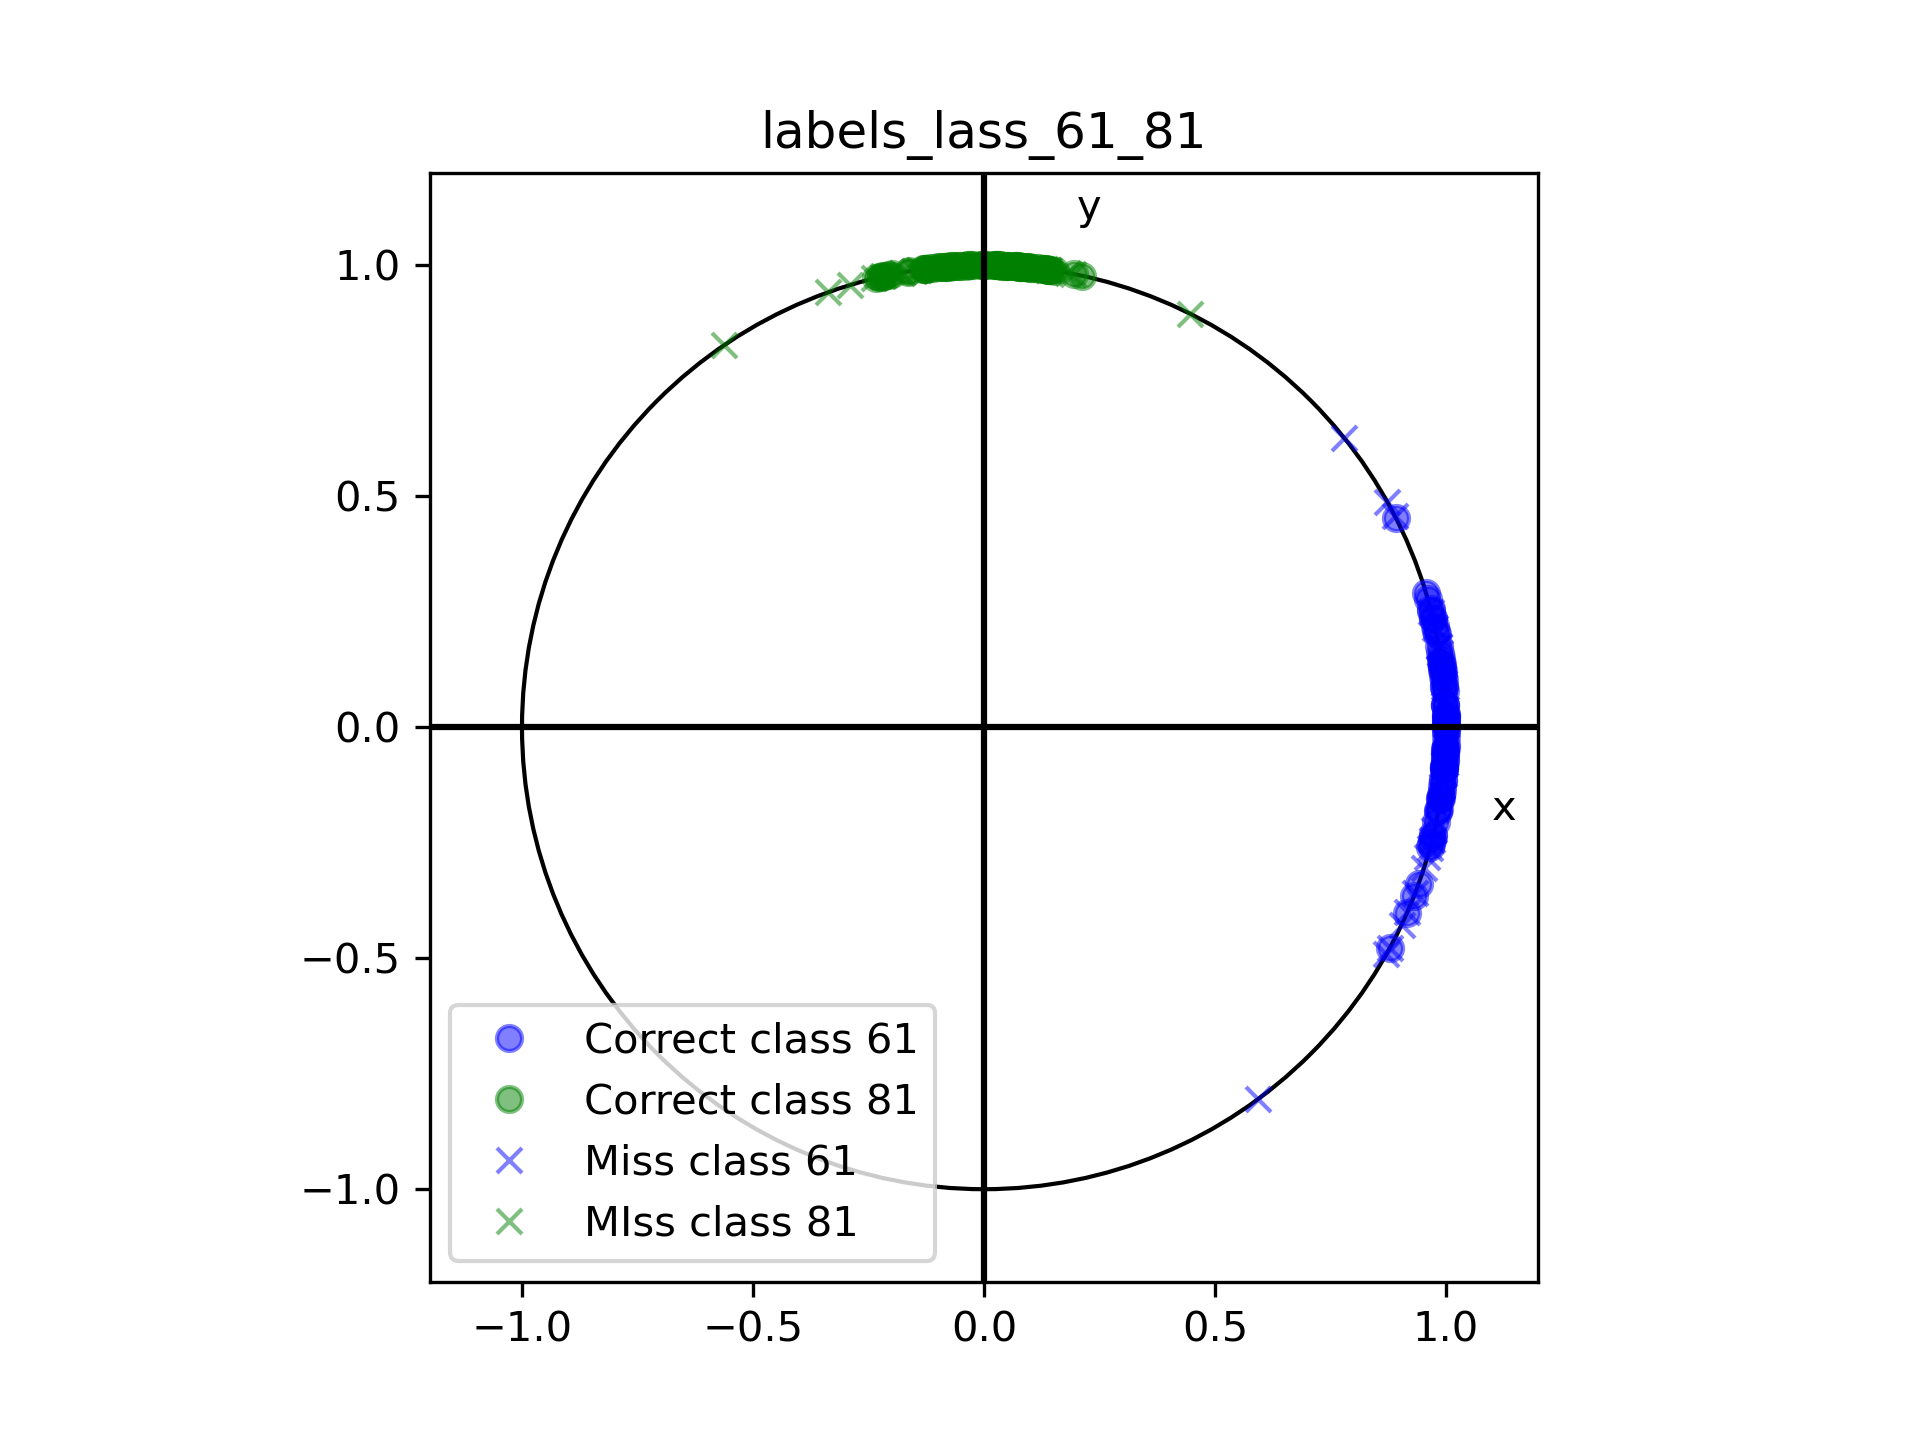 labels_lass_61_81
y
1.0
0.5
0.0
−0.5
−1.0
x
Correct class 61
Correct class 81
Miss class 61
MIss class 81
−1.0 −0.5 0.0 0.5 1.0